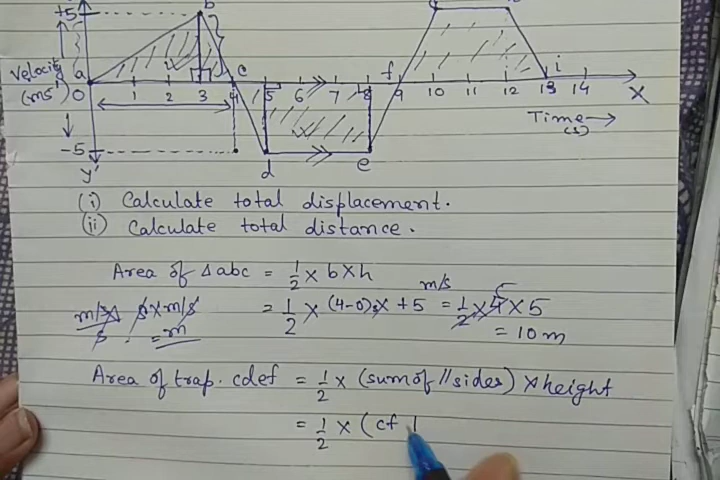 +5 b
Velocity a c f i
(ms⁻¹) O 1 2 3 4 5 6 7 8 9 10 11 12 13 14 X
Time →
(s)
-5 d e
y'
(i) Calculate total displacement.
(ii) Calculate total distance.
Area of Δabc = 1/2 × b × h
= 1/2 × (4-0)s × +5 m/s = 1/2 × 4 × 5
= 10 m
s × m/s
= m
Area of trap. cdef = 1/2 × (sum of // sides) × height
= 1/2 × (cf